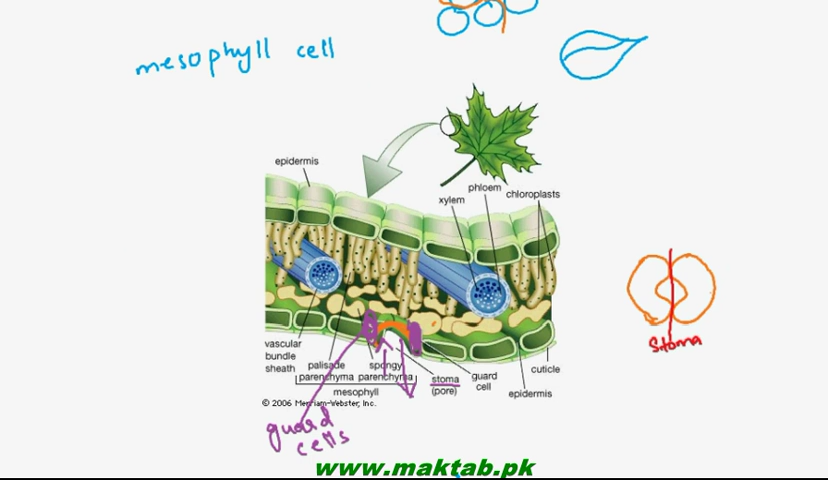 mesophyll cell
epidermis
phloem
xylem
chloroplasts
stoma
vascular
bundle
sheath
palisade
parenchyma
spongy
parenchyma
mesophyll
stoma
(pore)
guard
cell
cuticle
epidermis
© 2006 Merriam-Webster, Inc.
guard
cells
www.maktab.pk